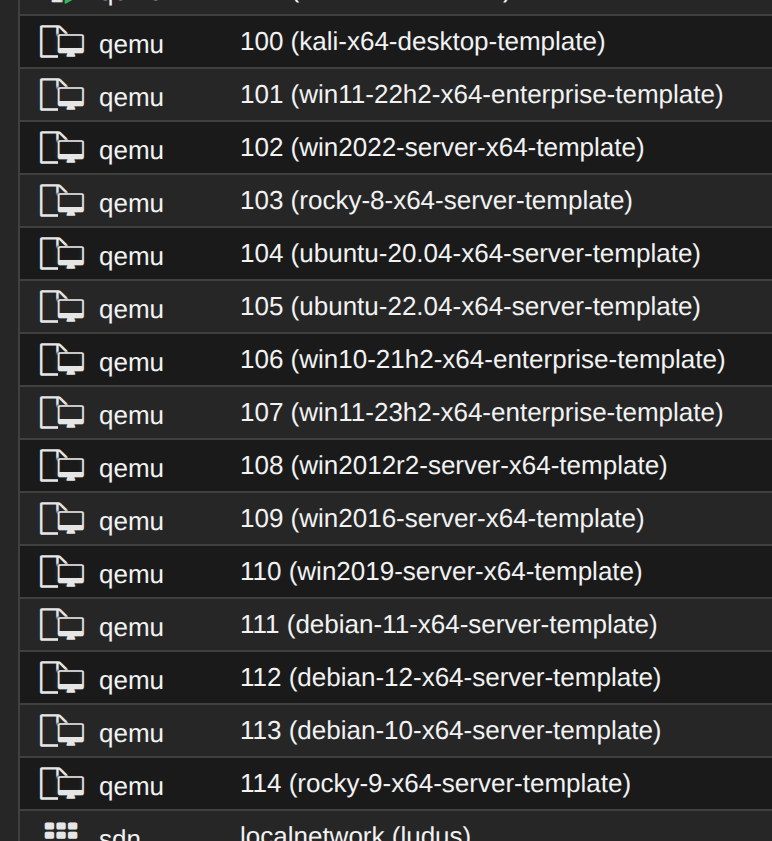 qemu 100 (kali-x64-desktop-template)
qemu 101 (win11-22h2-x64-enterprise-template)
qemu 102 (win2022-server-x64-template)
qemu 103 (rocky-8-x64-server-template)
qemu 104 (ubuntu-20.04-x64-server-template)
qemu 105 (ubuntu-22.04-x64-server-template)
qemu 106 (win10-21h2-x64-enterprise-template)
qemu 107 (win11-23h2-x64-enterprise-template)
qemu 108 (win2012r2-server-x64-template)
qemu 109 (win2016-server-x64-template)
qemu 110 (win2019-server-x64-template)
qemu 111 (debian-11-x64-server-template)
qemu 112 (debian-12-x64-server-template)
qemu 113 (debian-10-x64-server-template)
qemu 114 (rocky-9-x64-server-template)
sdn localnetwork (ludus)